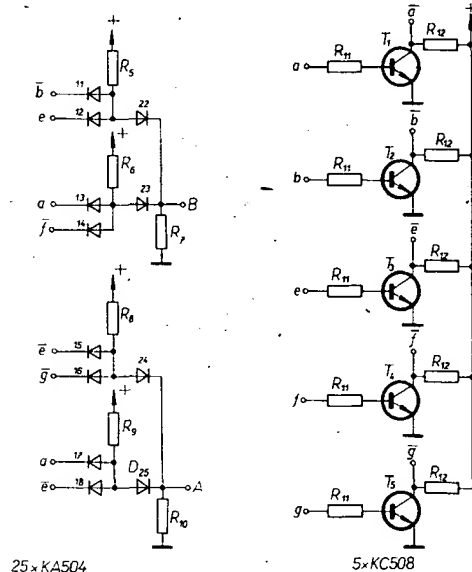 +
R5
b̅ 11
e 12
22
+
R6
23
a 13
B
f̅ 14
R7
+
R8
e̅ 15
g̅ 16
24
+
R9
a 17
D25
A
e̅ 18
R10
25×KA504
a̅
+
R12
T1
a R11
b̅
R12
T2
b R11
e̅
R12
T3
e R11
f̅
R12
T4
f R11
g̅
R12
T5
g R11
5×KC508